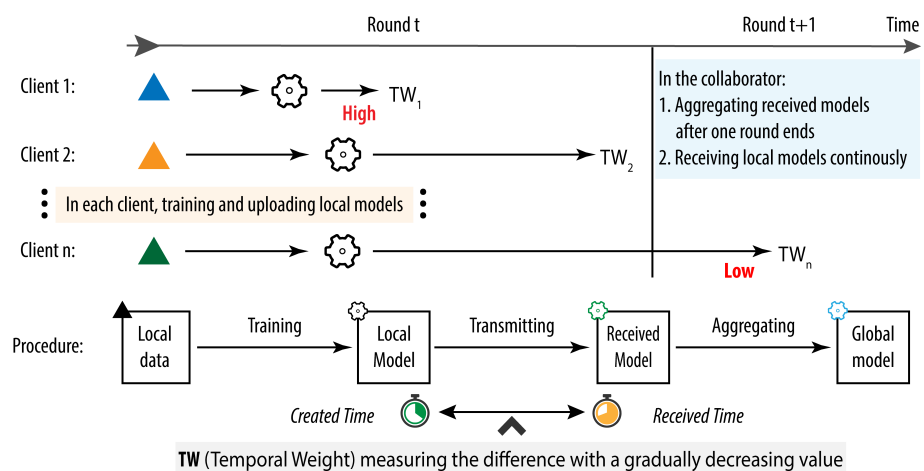 Round t
Round t+1
Time
Client 1:
High
TW1
In the collaborator:
1. Aggregating received models
after one round ends
2. Receiving local models continously
Client 2:
TW2
In each client, training and uploading local models
Client n:
Low
TWn
Procedure:
Local
data
Training
Local
Model
Transmitting
Received
Model
Aggregating
Global
model
Created Time
Received Time
TW (Temporal Weight) measuring the difference with a gradually decreasing value